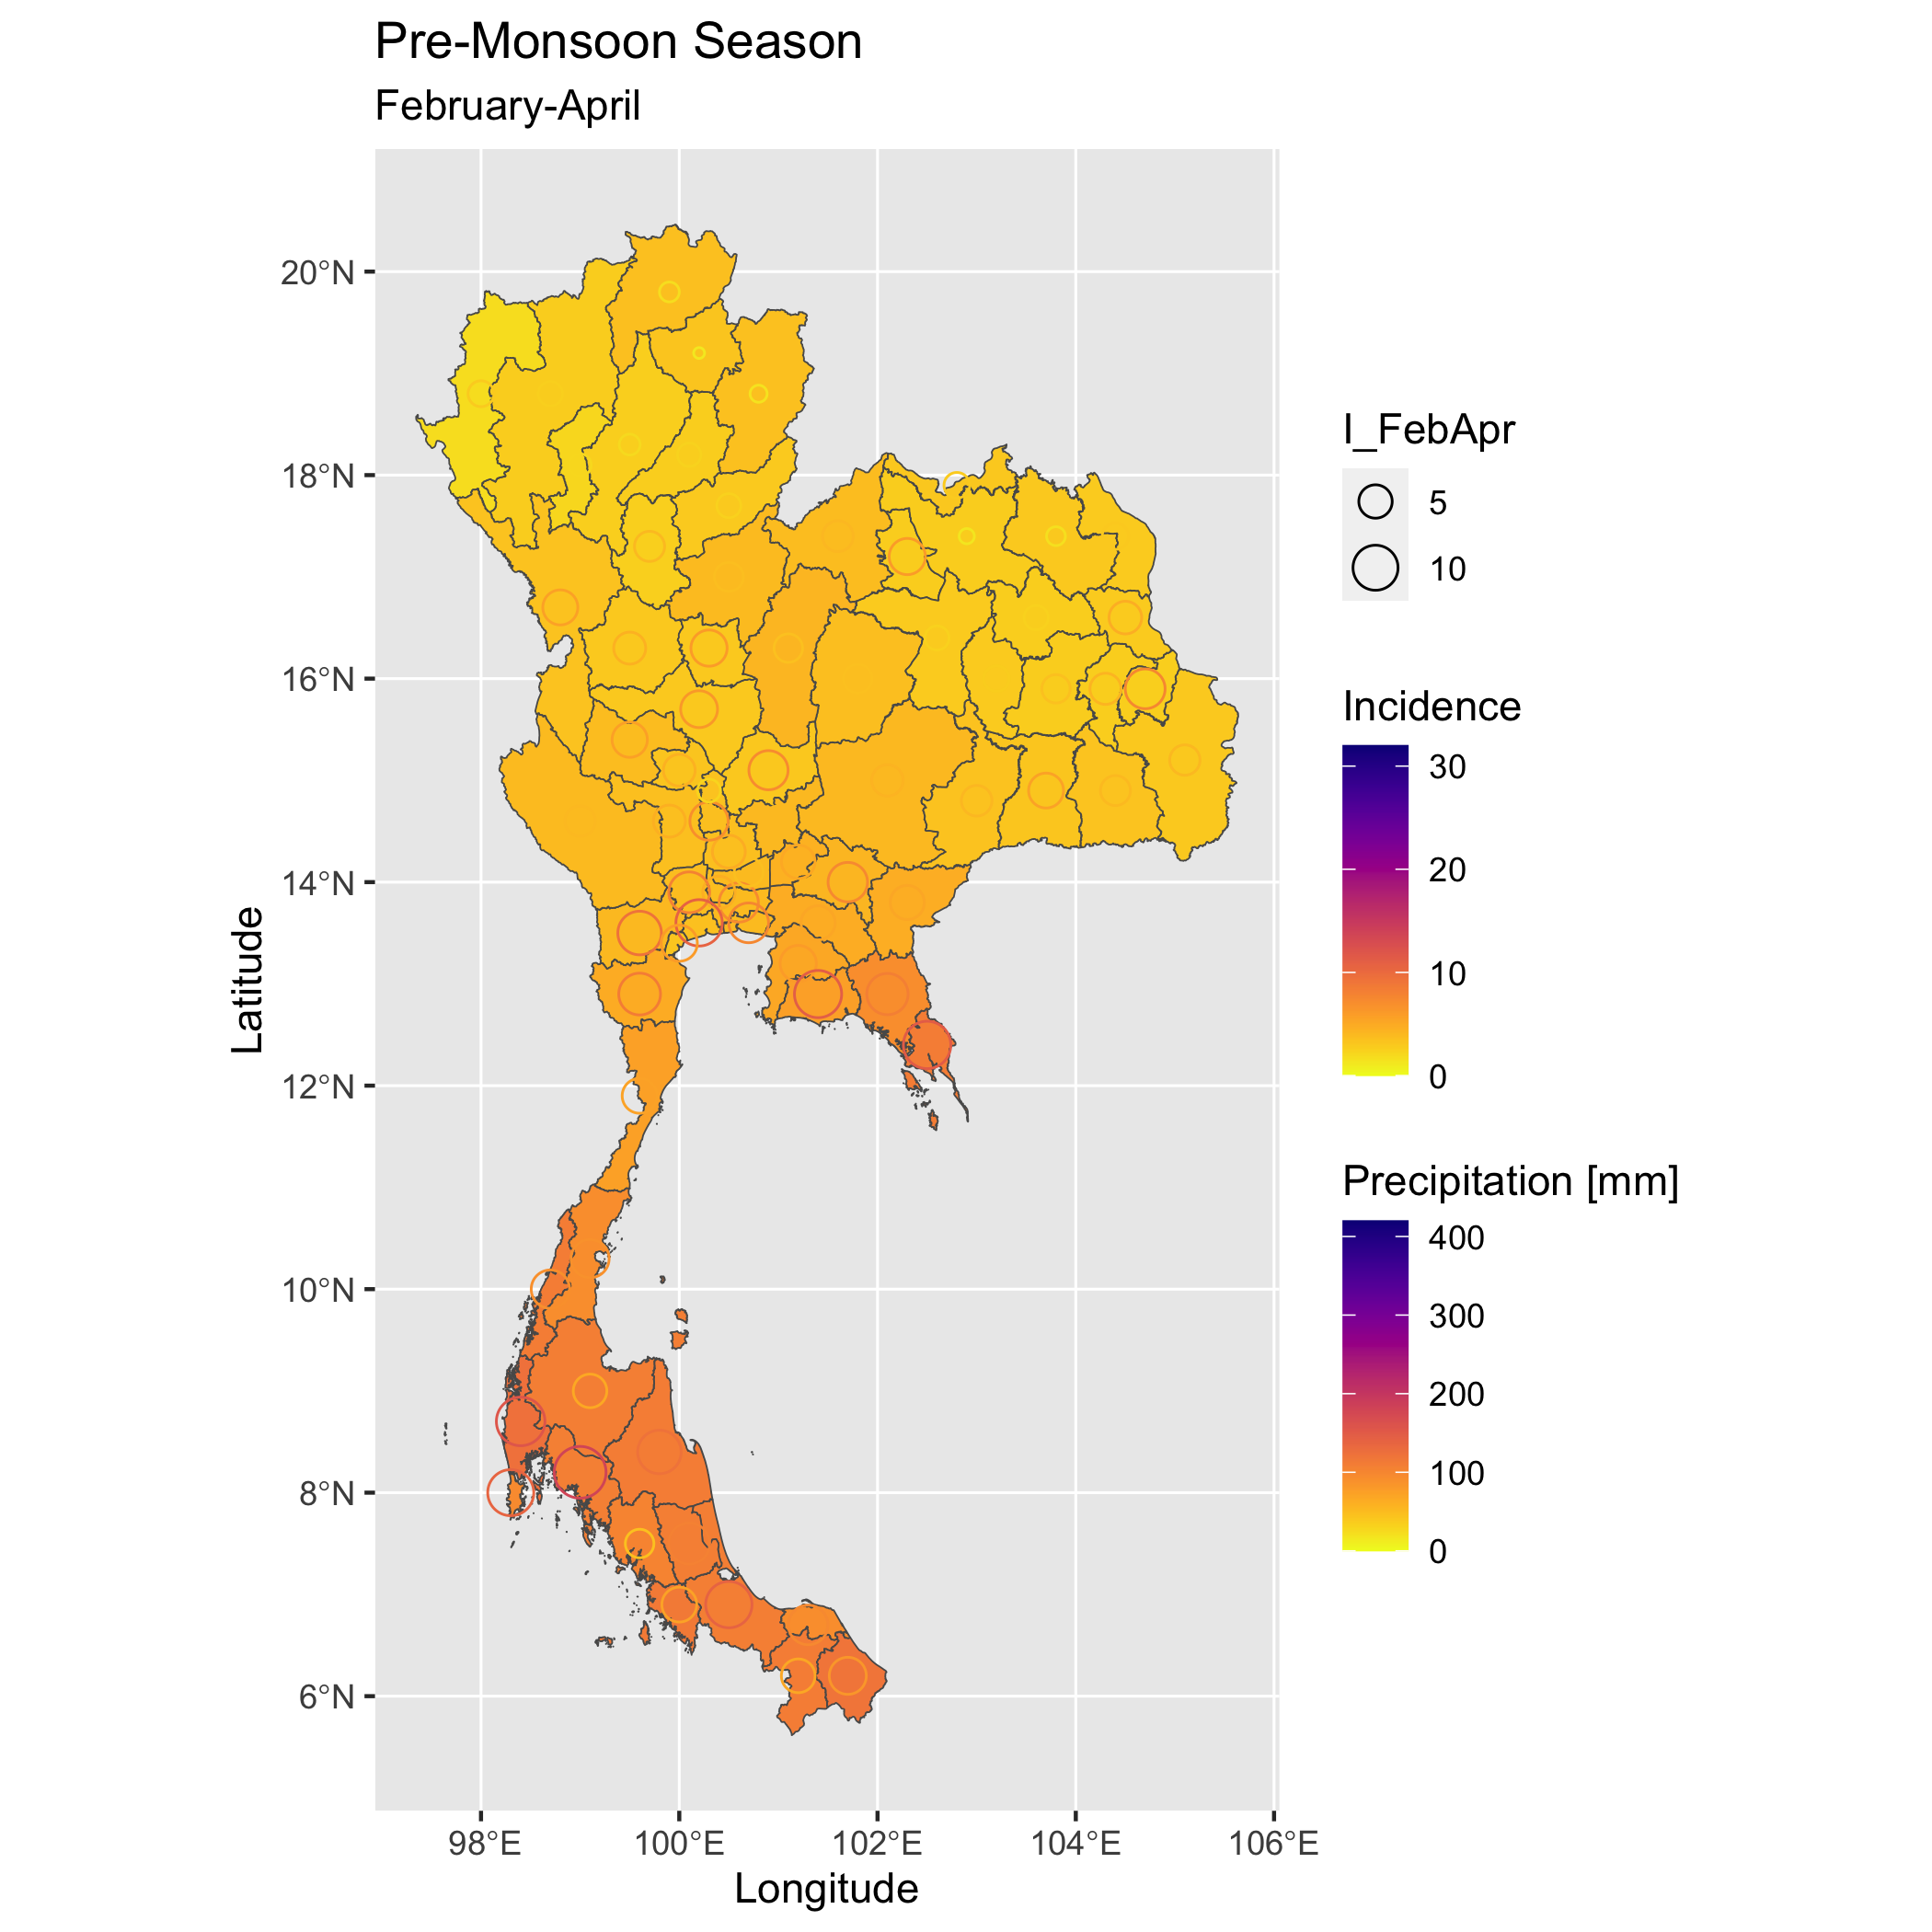 Pre-Monsoon Season
February-April
20°N
18°N
16°N
14°N
12°N
10°N
8°N
6°N
Latitude
98°E
100°E
102°E
104°E
106°E
Longitude
I_FebApr
5
10
Incidence
30
20
10
0
Precipitation [mm]
400
300
200
100
0